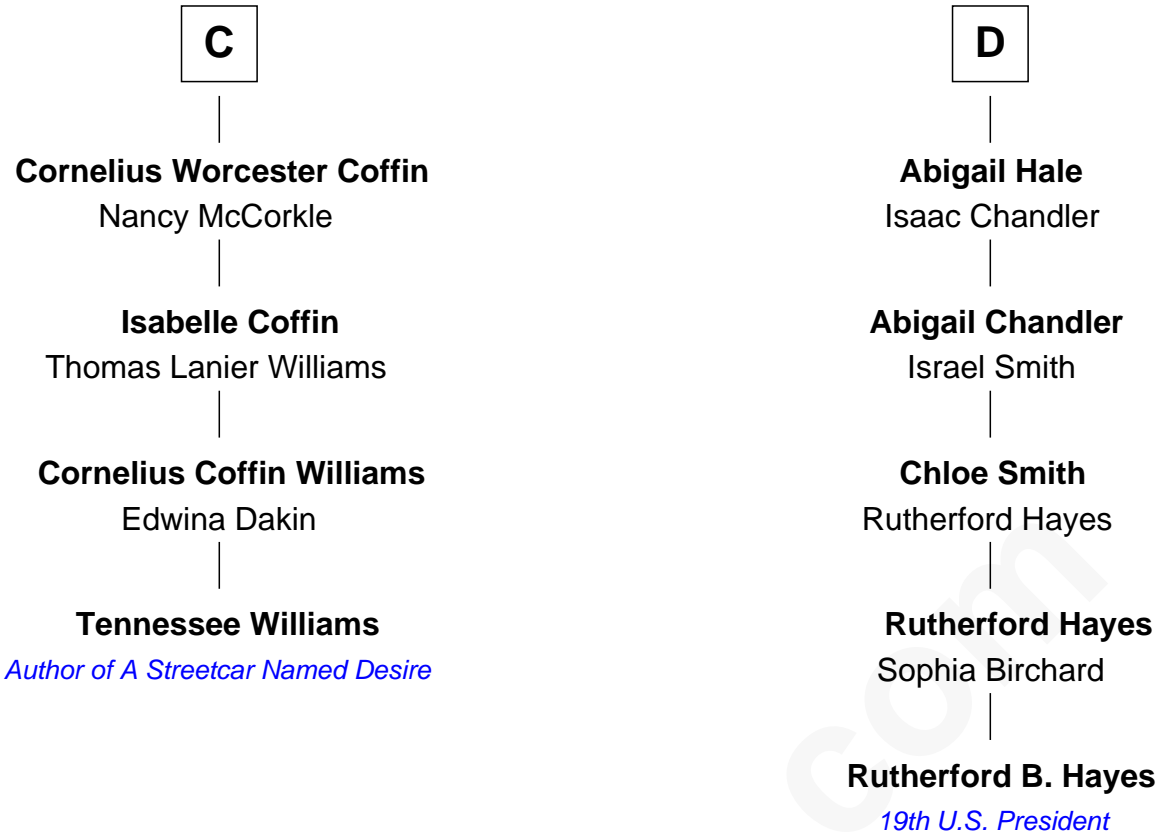 C
Cornelius Worcester Coffin
Nancy McCorkle
Isabelle Coffin
Thomas Lanier Williams
Cornelius Coffin Williams
Edwina Dakin
Tennessee Williams
Author of A Streetcar Named Desire
D
Abigail Hale
Isaac Chandler
Abigail Chandler
Israel Smith
Chloe Smith
Rutherford Hayes
Rutherford Hayes
Sophia Birchard
Rutherford B. Hayes
19th U.S. President
com